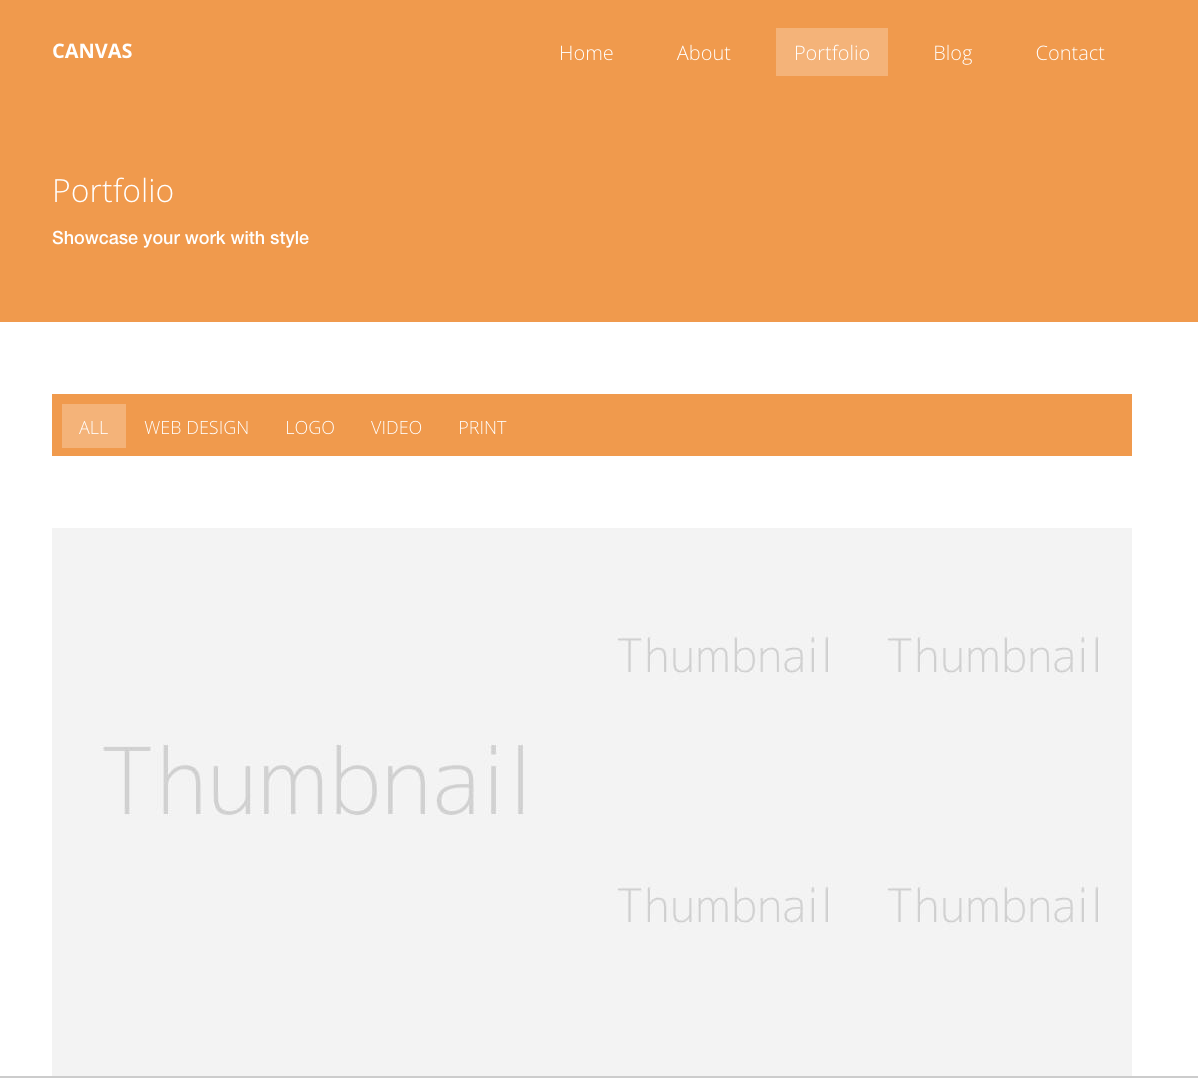 CANVAS
Home About Portfolio Blog Contact
Portfolio
Showcase your work with style
ALL WEB DESIGN LOGO VIDEO PRINT
Thumbnail Thumbnail
Thumbnail
Thumbnail Thumbnail